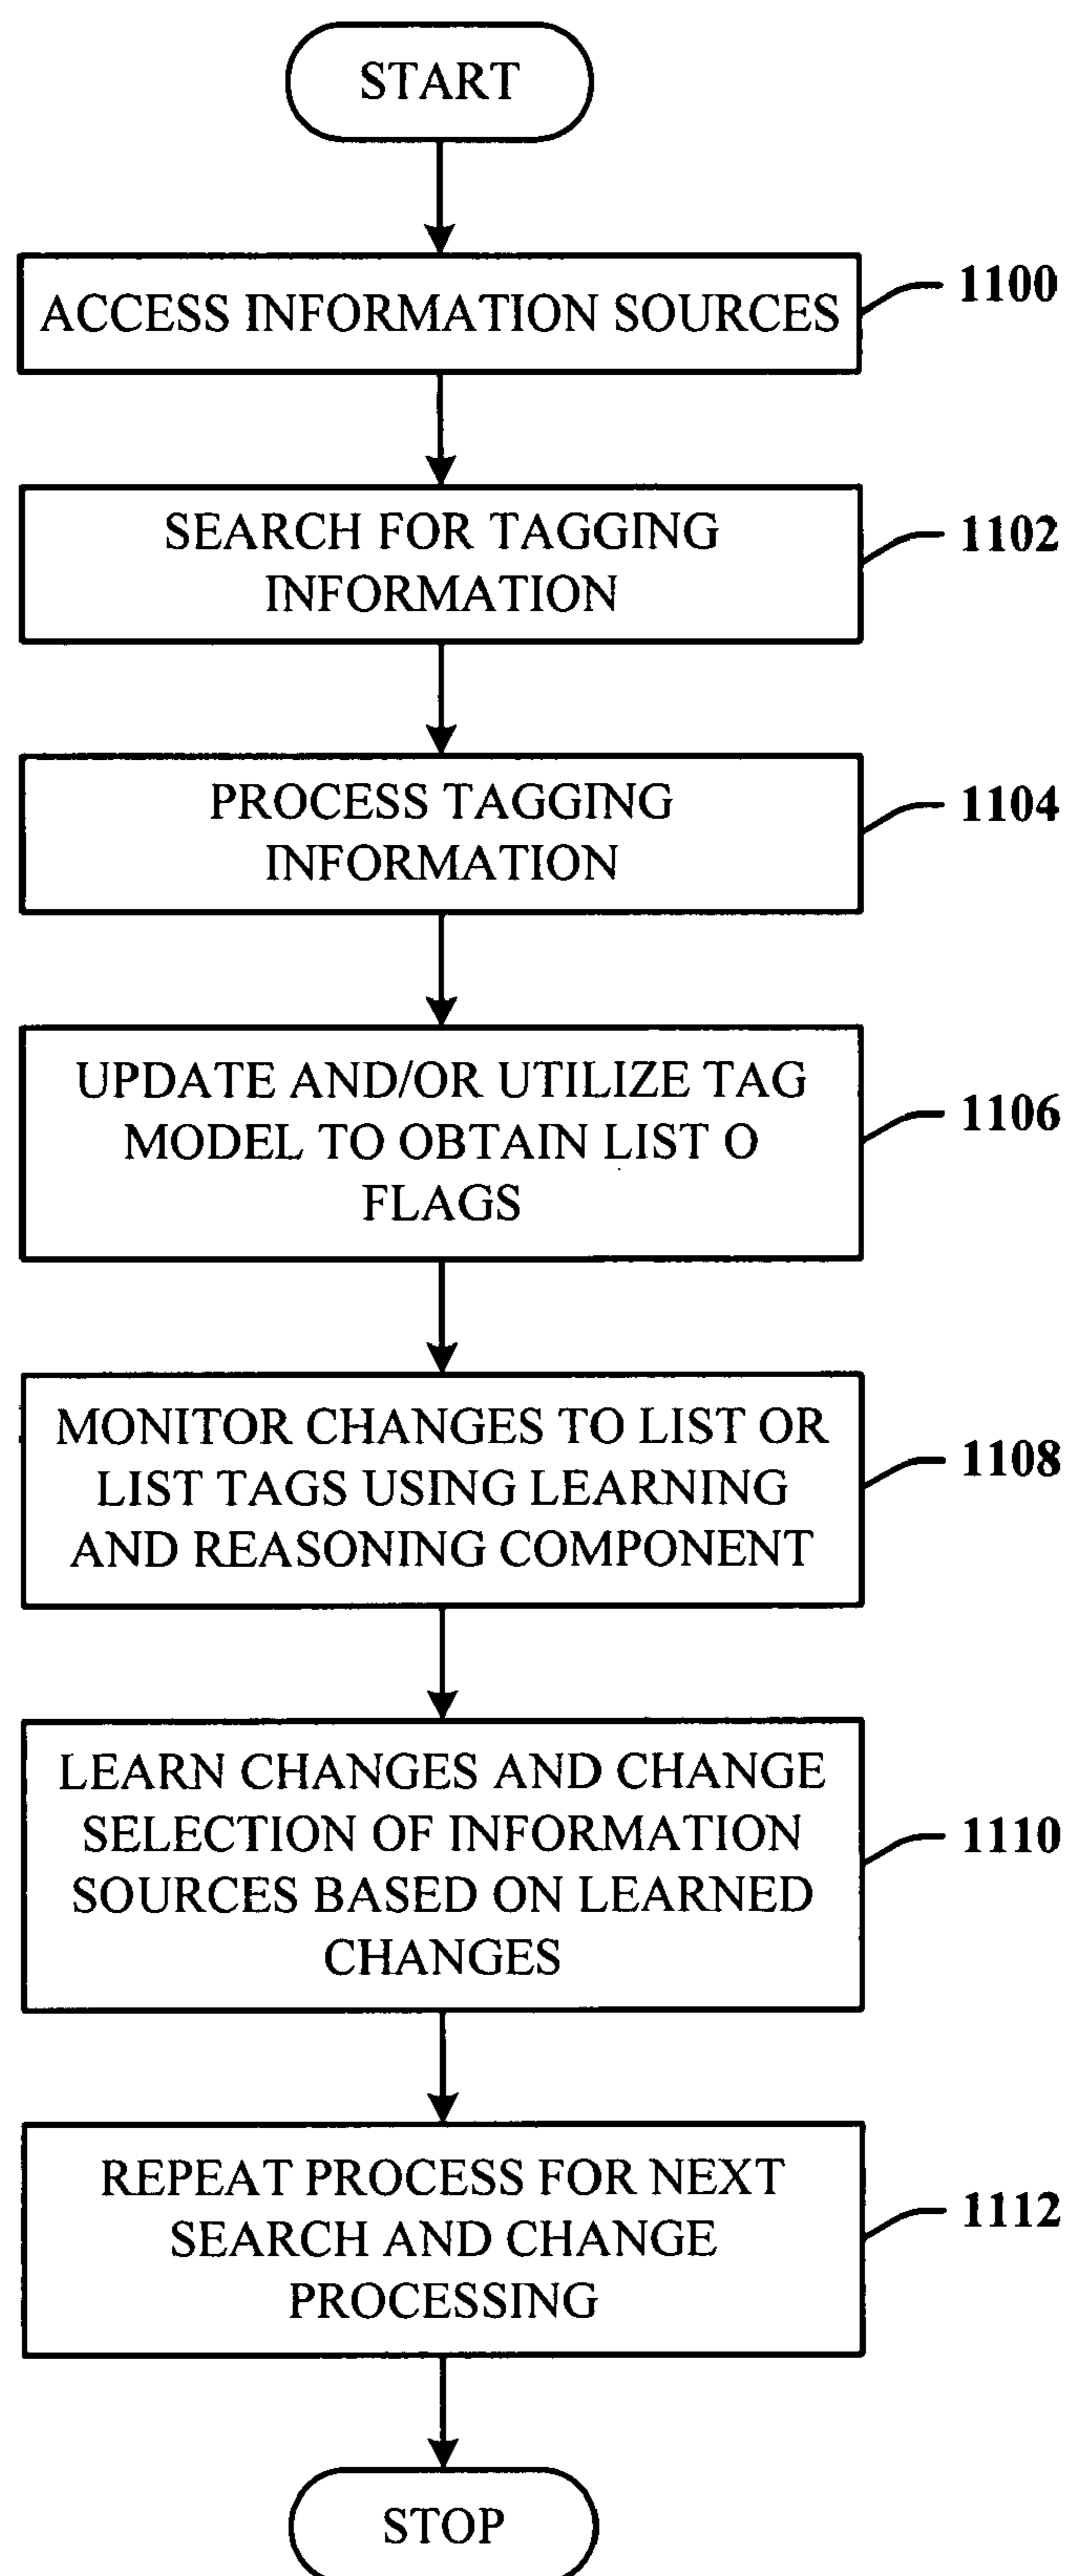 START
ACCESS INFORMATION SOURCES
1100
SEARCH FOR TAGGING
INFORMATION
1102
PROCESS TAGGING
INFORMATION
1104
UPDATE AND/OR UTILIZE TAG
MODEL TO OBTAIN LIST O
FLAGS
1106
MONITOR CHANGES TO LIST OR
LIST TAGS USING LEARNING
AND REASONING COMPONENT
1108
LEARN CHANGES AND CHANGE
SELECTION OF INFORMATION
SOURCES BASED ON LEARNED
CHANGES
1110
REPEAT PROCESS FOR NEXT
SEARCH AND CHANGE
PROCESSING
1112
STOP